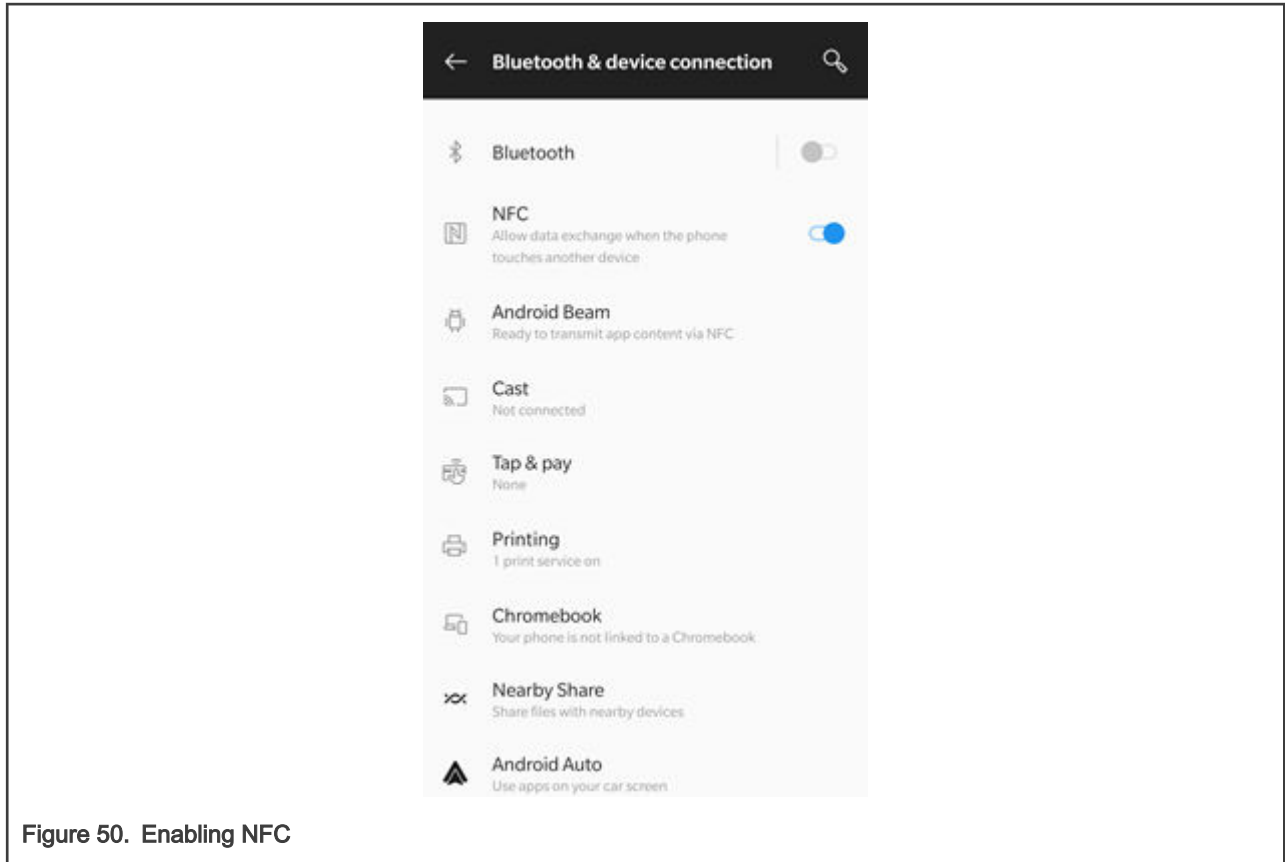 Bluetooth & device connection
Bluetooth
NFC
Allow data exchange when the phone
touches another device
Android Beam
Ready to transmit app content via NFC
Cast
Not connected
Tap & pay
None
Printing
1 print service on
Chromebook
Your phone is not linked to a Chromebook
Nearby Share
Share files with nearby devices
Android Auto
Use apps on your car screen
Figure 50. Enabling NFC